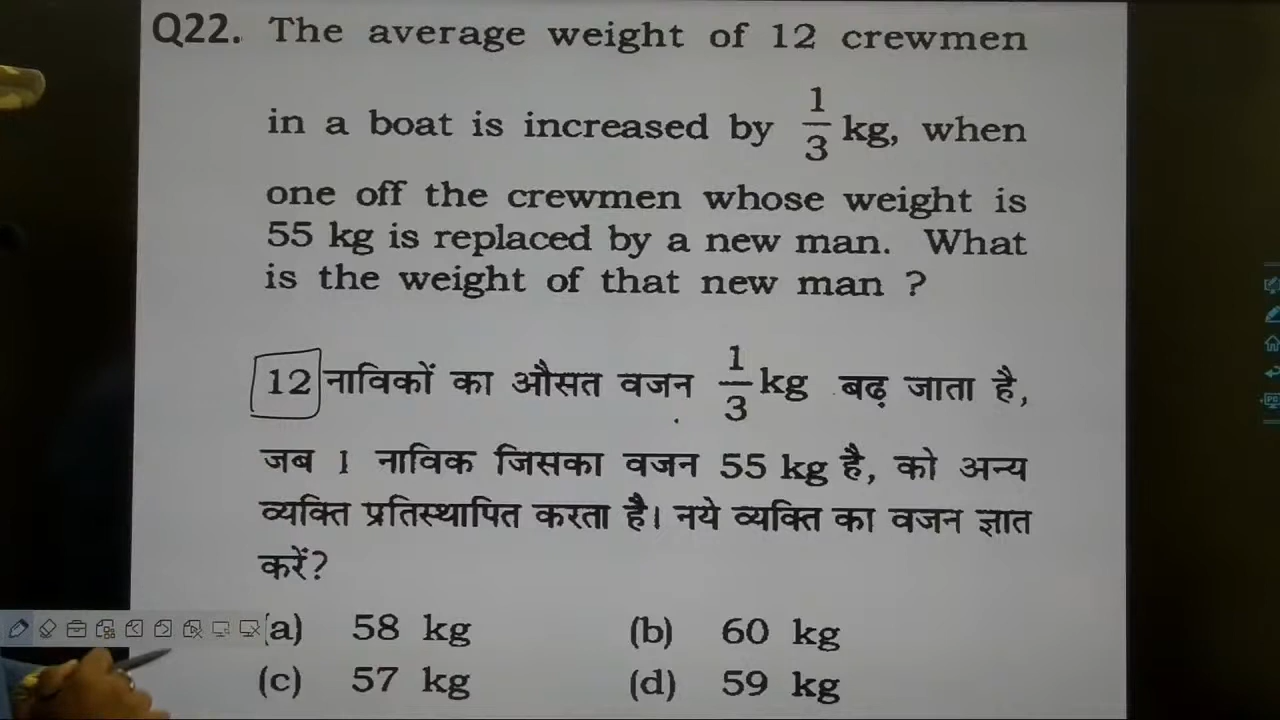 Q22. The average weight of 12 crewmen
in a boat is increased by 1/3 kg, when
one off the crewmen whose weight is
55 kg is replaced by a new man. What
is the weight of that new man ?
12 नाविकों का औसत वजन 1/3 kg बढ़ जाता है,
जब 1 नाविक जिसका वजन 55 kg है, को अन्य
व्यक्ति प्रतिस्थापित करता है। नये व्यक्ति का वजन ज्ञात
करें?
(a) 58 kg (b) 60 kg
(c) 57 kg (d) 59 kg